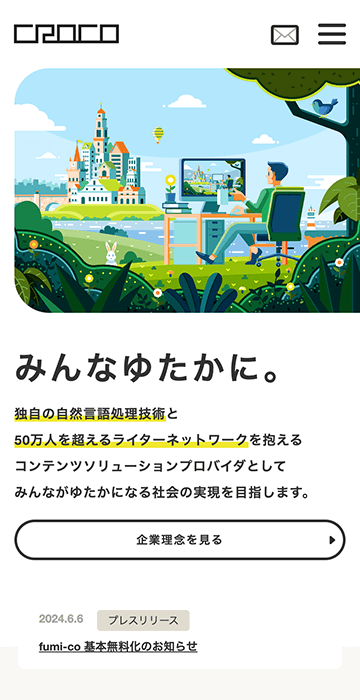 CROCO
みんなゆたかに。
独自の自然言語処理技術と
50万人を超えるライターネットワークを抱える
コンテンツソリューションプロバイダとして
みんながゆたかになる社会の実現を目指します。
企業理念を見る
2024.6.6 プレスリリース
fumi-co 基本無料化のお知らせ